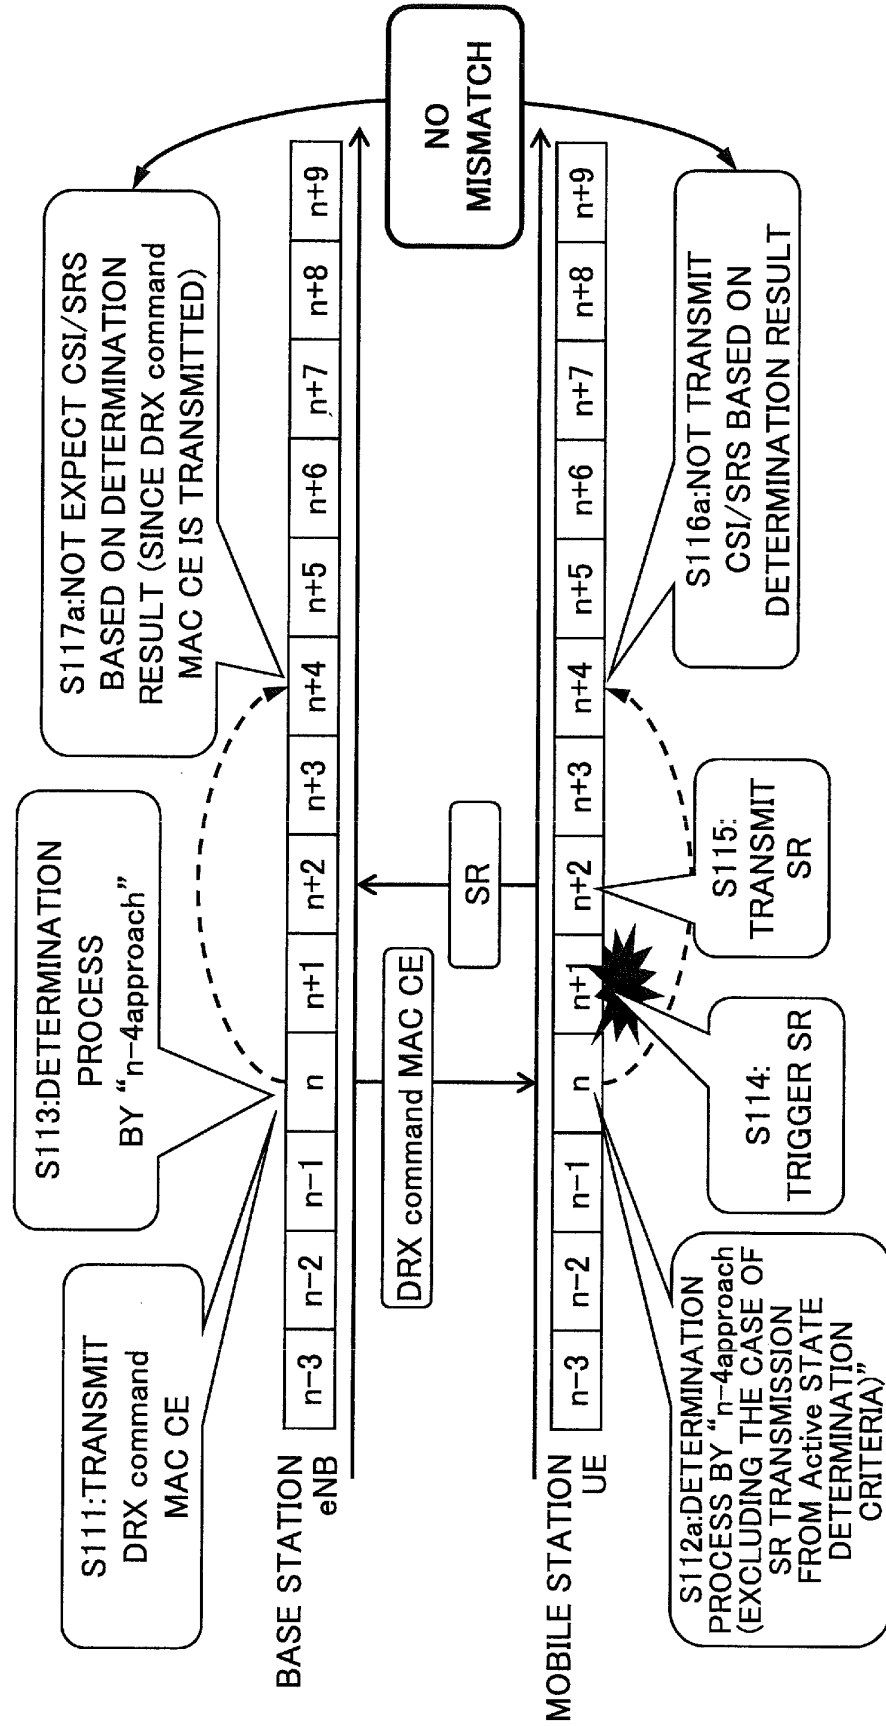 S111:TRANSMIT
DRX command
MAC CE
S113:DETERMINATION
PROCESS
BY “n-4approach”
S117a:NOT EXPECT CSI/SRS
BASED ON DETERMINATION
RESULT (SINCE DRX command
MAC CE IS TRANSMITTED)
BASE STATION
eNB
n-3 n-2 n-1 n n+1 n+2 n+3 n+4 n+5 n+6 n+7 n+8 n+9
DRX command MAC CE
SR
NO
MISMATCH
MOBILE STATION
UE
n-3 n-2 n-1 n n+1 n+2 n+3 n+4 n+5 n+6 n+7 n+8 n+9
S112a:DETERMINATION
PROCESS BY “n-4approach
(EXCLUDING THE CASE OF
SR TRANSMISSION
FROM Active STATE
DETERMINATION
CRITERIA)”
S114:
TRIGGER SR
S115:
TRANSMIT
SR
S116a:NOT TRANSMIT
CSI/SRS BASED ON
DETERMINATION RESULT